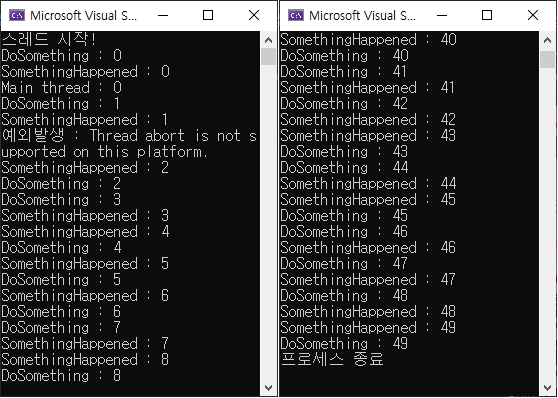 Microsoft Visual S...
스레드 시작!
DoSomething : 0
SomethingHappened : 0
Main thread : 0
DoSomething : 1
SomethingHappened : 1
예외발생 : Thread abort is not s
upported on this platform.
SomethingHappened : 2
DoSomething : 2
DoSomething : 3
SomethingHappened : 3
SomethingHappened : 4
DoSomething : 4
SomethingHappened : 5
DoSomething : 5
SomethingHappened : 6
DoSomething : 6
DoSomething : 7
SomethingHappened : 7
SomethingHappened : 8
DoSomething : 8
Microsoft Visual S...
SomethingHappened : 40
DoSomething : 40
DoSomething : 41
SomethingHappened : 41
DoSomething : 42
SomethingHappened : 42
SomethingHappened : 43
DoSomething : 43
DoSomething : 44
SomethingHappened : 44
SomethingHappened : 45
DoSomething : 45
DoSomething : 46
SomethingHappened : 46
DoSomething : 47
SomethingHappened : 47
DoSomething : 48
SomethingHappened : 48
SomethingHappened : 49
DoSomething : 49
프로세스 종료